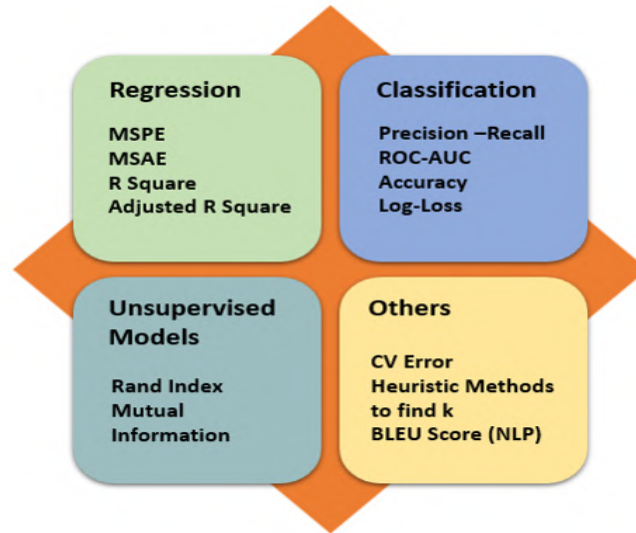 Regression
MSPE
MSAE
R Square
Adjusted R Square
Classification
Precision –Recall
ROC-AUC
Accuracy
Log-Loss
Unsupervised
Models
Rand Index
Mutual
Information
Others
CV Error
Heuristic Methods
to find k
BLEU Score (NLP)